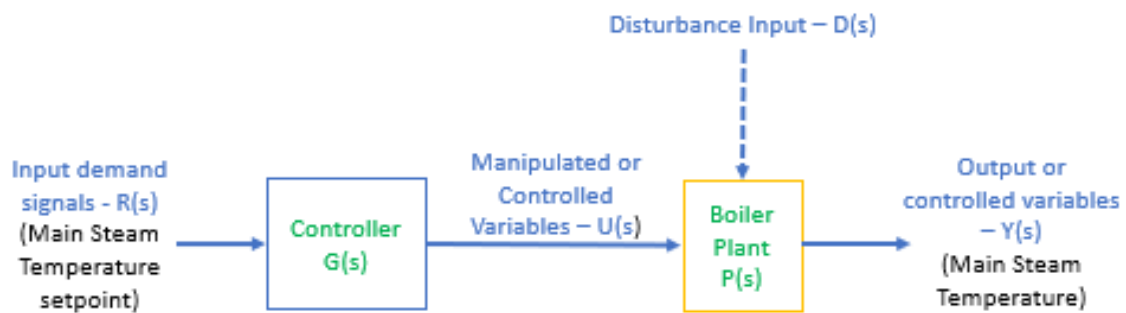 Disturbance Input – D(s)
Input demand
signals - R(s)
(Main Steam
Temperature
setpoint)
Controller
G(s)
Manipulated or
Controlled
Variables – U(s)
Boiler
Plant
P(s)
Output or
controlled variables
– Y(s)
(Main Steam
Temperature)